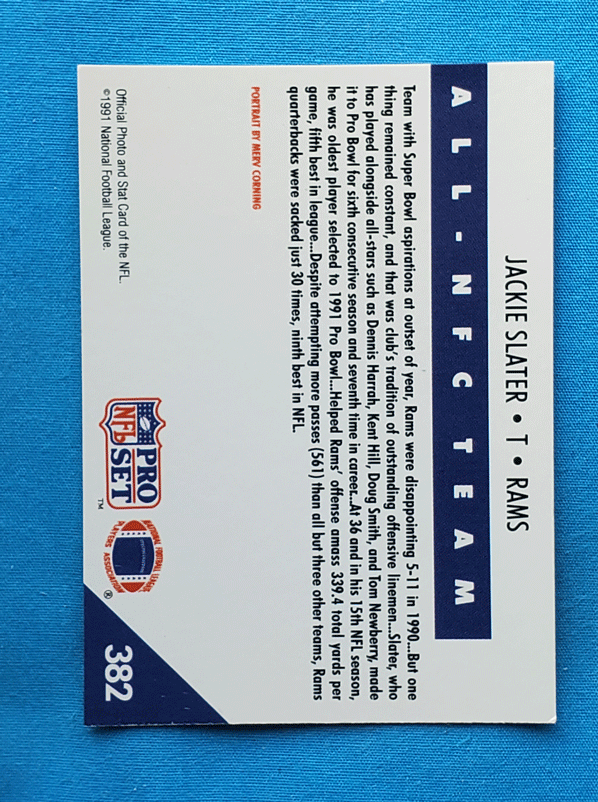 JACKIE SLATER • T • RAMS
ALL-NFC TEAM
Team with Super Bowl aspirations at outset of year, Rams were disappointing 5-11 in 1990...But one
thing remained constant, and that was club's tradition of outstanding offensive linemen...Slater, who
has played alongside all-stars such as Dennis Harrah, Kent Hill, Doug Smith, and Tom Newberry, made
it to Pro Bowl for sixth consecutive season and seventh time in career...At 36 and in his 15th NFL season,
he was oldest player selected to 1991 Pro Bowl...Helped Rams' offense amass 339.4 total yards per
game, fifth best in league...Despite attempting more passes (561) than all but three other teams, Rams
quarterbacks were sacked just 30 times, ninth best in NFL.
PORTRAIT BY MERV CORNING
Official Photo and Stat Card of the NFL.
©1991 National Football League.
PRO
NFL SET
TM
NATIONAL FOOTBALL LEAGUE
PLAYERS ASSOCIATION
®
382